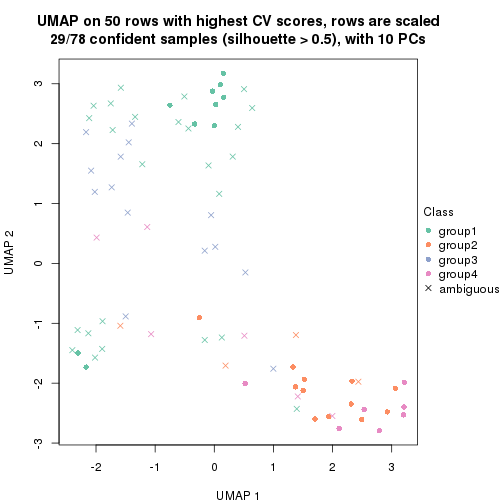 UMAP on 50 rows with highest CV scores, rows are scaled
29/78 confident samples (silhouette > 0.5), with 10 PCs
3
2
1
0
-1
-2
-3
UMAP 2
-2
-1
0
1
2
3
UMAP 1
Class
group1
group2
group3
group4
ambiguous